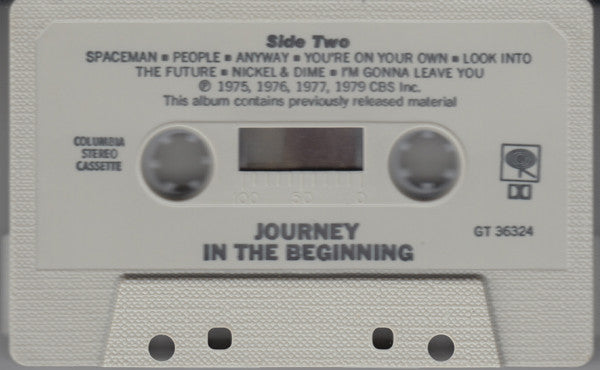 Side Two
SPACEMAN ■ PEOPLE ■ ANYWAY ■ YOU'RE ON YOUR OWN ■ LOOK INTO
THE FUTURE ■ NICKEL & DIME ■ I'M GONNA LEAVE YOU
℗ 1975, 1976, 1977, 1979 CBS Inc.
This album contains previously released material
COLUMBIA
STEREO
CASSETTE
100 50 0
JOURNEY
IN THE BEGINNING
GT 36324